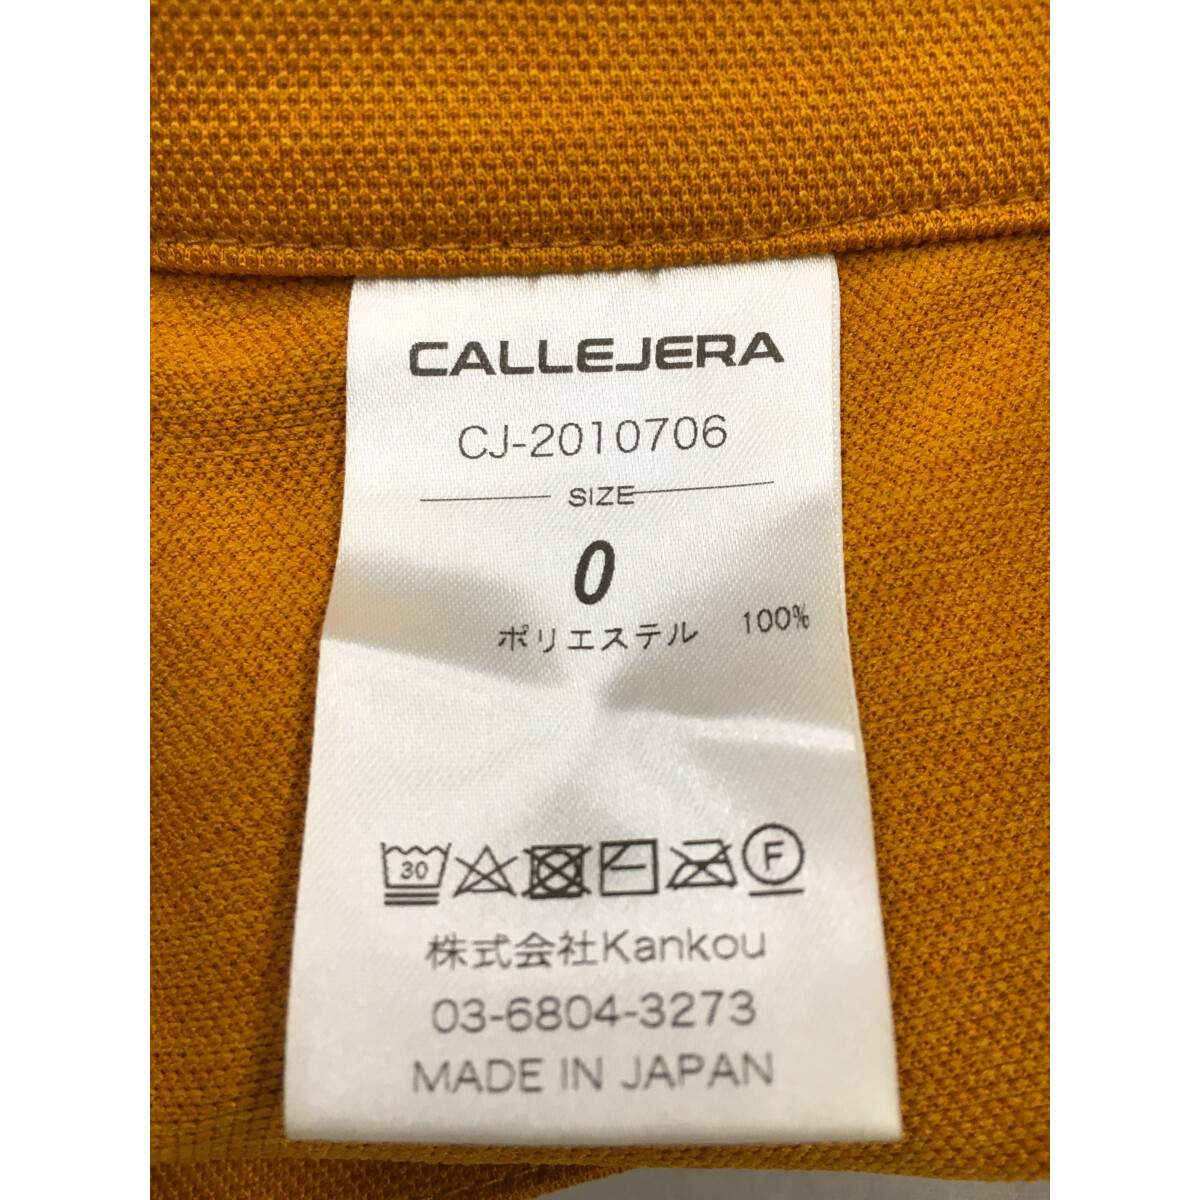 CALLEJERA
CJ-2010706
SIZE
0
ポリエステル 100%
30 F
株式会社Kankou
03-6804-3273
MADE IN JAPAN